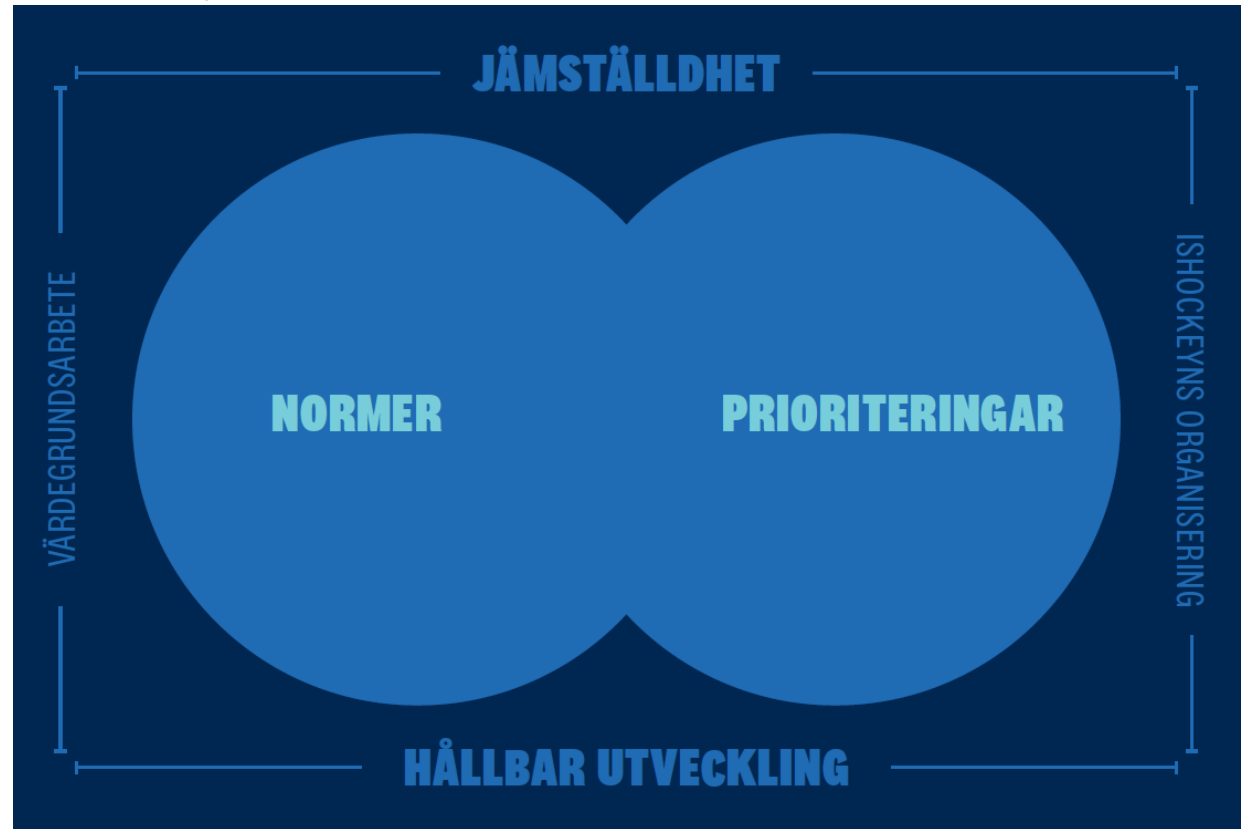 JÄMSTÄLLDHET
VÄRDEGRUNDSARBETE
NORMER
PRIORITERINGAR
ISHOCKEYNS ORGANISERING
HÅLLBAR UTVECKLING